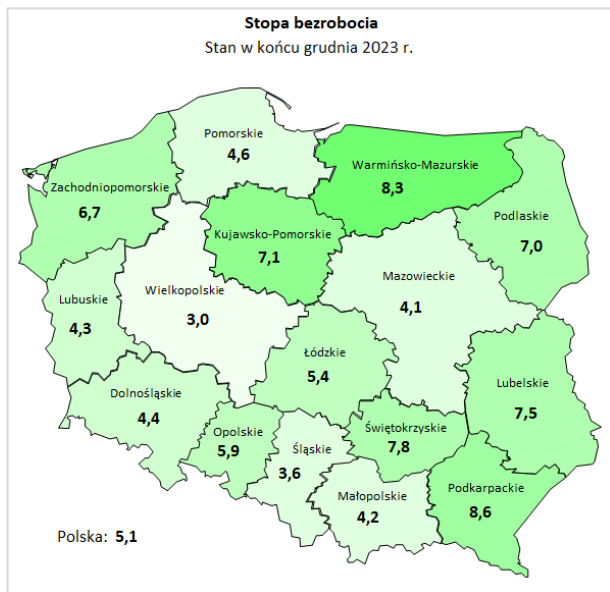 Stopa bezrobocia
Stan w końcu grudnia 2023 r.
Pomorskie
4,6
Warmińsko-Mazurskie
8,3
Zachodniopomorskie
6,7
Podlaskie
7,0
Kujawsko-Pomorskie
7,1
Mazowieckie
4,1
Wielkopolskie
3,0
Lubuskie
4,3
Łódzkie
5,4
Lubelskie
7,5
Dolnośląskie
4,4
Świętokrzyskie
7,8
Opolskie
5,9
Śląskie
3,6
Małopolskie
4,2
Podkarpackie
8,6
Polska: 5,1